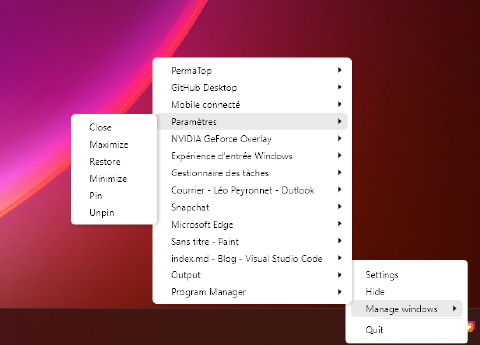 PermaTop
GitHub Desktop
Mobile connecté
Paramètres
NVIDIA GeForce Overlay
Expérience d'entrée Windows
Gestionnaire des tâches
Courrier - Léo Peyronnet - Outlook
Snapchat
Microsoft Edge
Sans titre - Paint
index.md - Blog - Visual Studio Code
Output
Program Manager
Close
Maximize
Restore
Minimize
Pin
Unpin
Settings
Hide
Manage windows
Quit